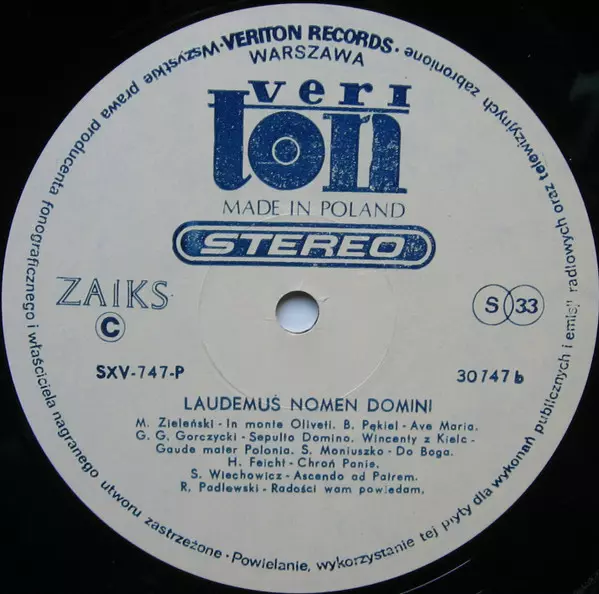 VERITON RECORDS · Wszystkie prawa producenta fonograficznego i właściciela nagranego utworu zastrzeżone · Powielanie, wykorzystanie tej płyty dla wykonań publicznych i emisji radiowych oraz telewizyjnych zabronione ·
WARSZAWA
veri
ton
MADE IN POLAND
STEREO
ZAIKS
C
S 33
SXV-747-P
30747 b
LAUDEMUS NOMEN DOMINI
M. Zieleński - In monte Oliveti. B. Pękiel - Ave Maria.
G. G. Gorczycki - Sepulto Domino. Wincenty z Kielc -
Gaude mater Polonia. S. Moniuszko - Do Boga.
H. Feicht - Chroń Panie.
S. Wiechowicz - Ascendo ad Patrem.
R. Padlewski - Radości wam powiedam,